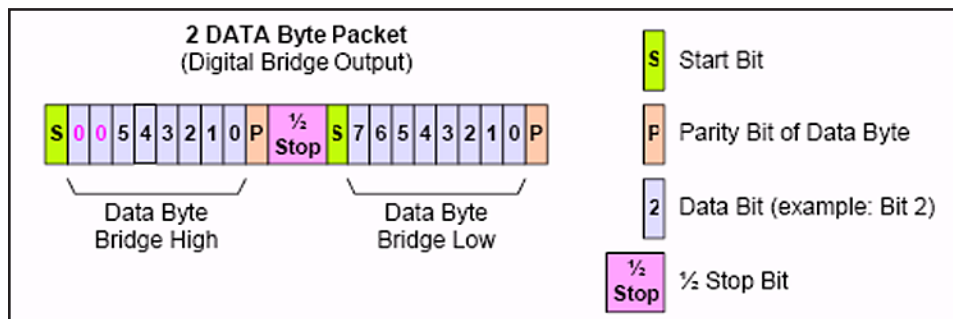 2 DATA Byte Packet
(Digital Bridge Output)
S 0 0 5 4 3 2 1 0 P ½ Stop S 7 6 5 4 3 2 1 0 P
Data Byte Bridge High
Data Byte Bridge Low
S Start Bit
P Parity Bit of Data Byte
2 Data Bit (example: Bit 2)
½ Stop ½ Stop Bit